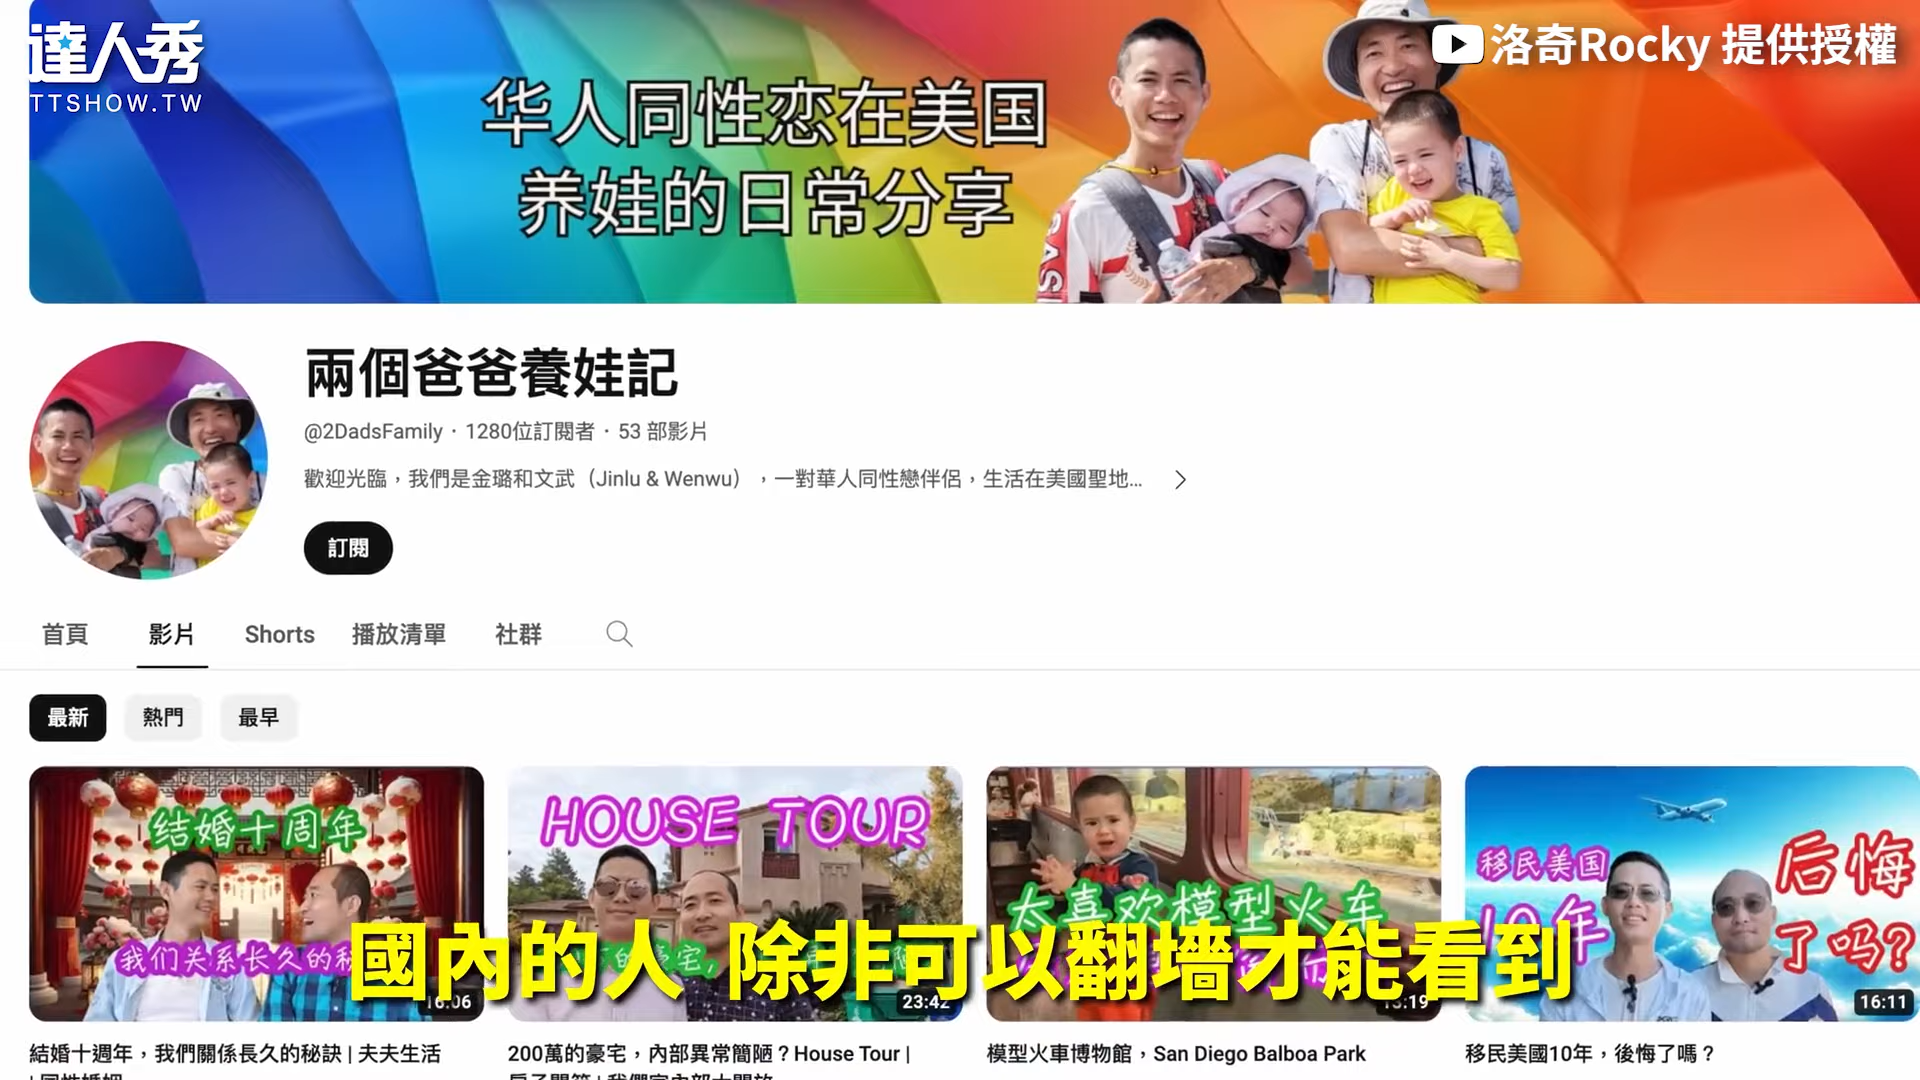 達人秀
TTSHOW.TW
洛奇Rocky 提供授權
华人同性恋在美国
养娃的日常分享
兩個爸爸養娃記
@2DadsFamily · 1280位訂閱者 · 53 部影片
歡迎光臨，我們是金璐和文武（Jinlu & Wenwu），一對華人同性戀伴侶，生活在美國聖地...
訂閱
首頁 影片 Shorts 播放清單 社群
最新 熱門 最早
结婚十周年
我们关系长久的秘
16:06
HOUSE TOUR
23:42
太喜欢模型火车
:19
移民美国
10年
后悔
了吗?
16:11
國內的人 除非可以翻墻才能看到
結婚十週年，我們關係長久的秘訣 | 夫夫生活
200萬的豪宅，內部異常簡陋？House Tour |
模型火車博物館，San Diego Balboa Park
移民美國10年，後悔了嗎？